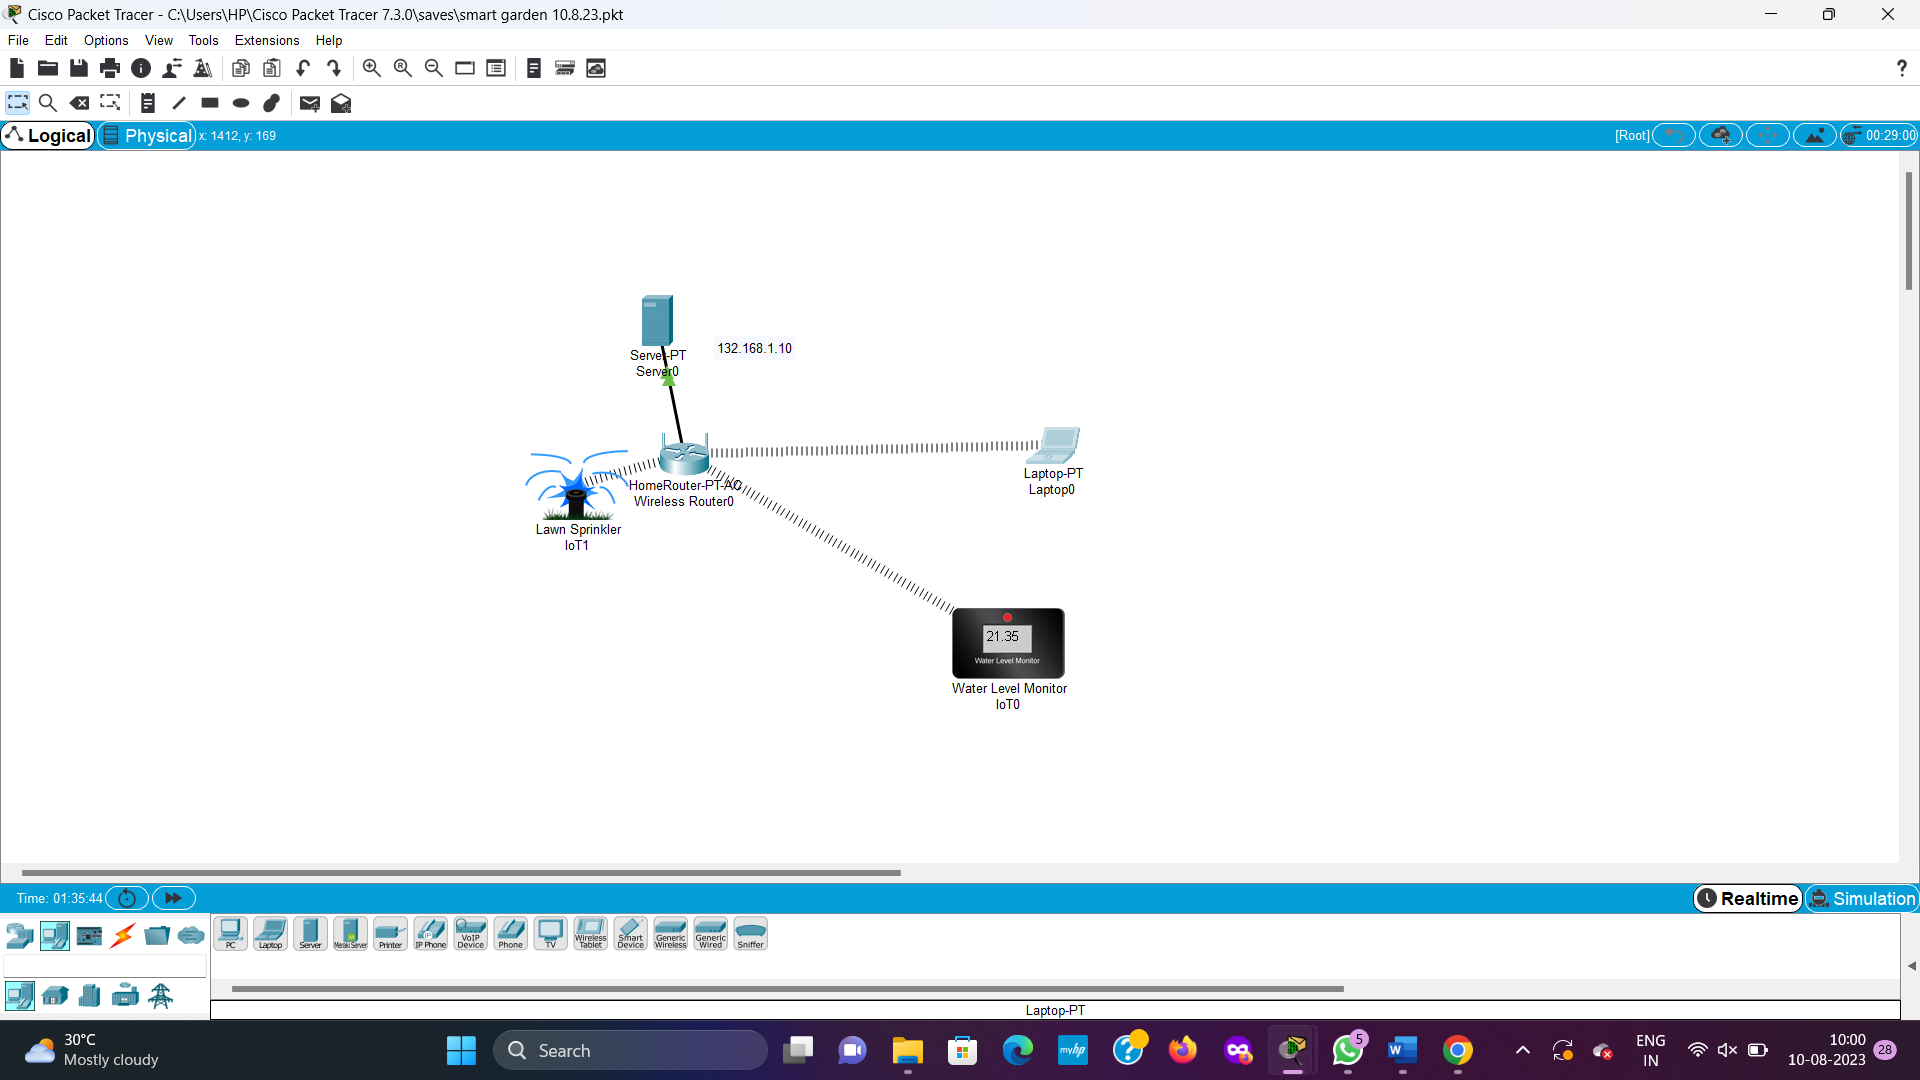 Cisco Packet Tracer - C:\Users\HP\Cisco Packet Tracer 7.3.0\saves\smart garden 10.8.23.pkt
File Edit Options View Tools Extensions Help
?
Logical Physical x: 1412, y: 169 [Root] 00:29:00
Server-PT
Server0
132.168.1.10
HomeRouter-PT-AC
Wireless Router0
Laptop-PT
Laptop0
Lawn Sprinkler
IoT1
21.35
Water Level Monitor
Water Level Monitor
IoT0
Time: 01:35:44 Realtime Simulation
PC Laptop Server Meraki Server Printer IP Phone VoIP Device Phone TV Wireless Tablet Smart Device Generic Wireless Generic Wired Sniffer
Laptop-PT
30°C
Mostly cloudy
Search
myhp
5
ENG
IN
10:00
10-08-2023
28